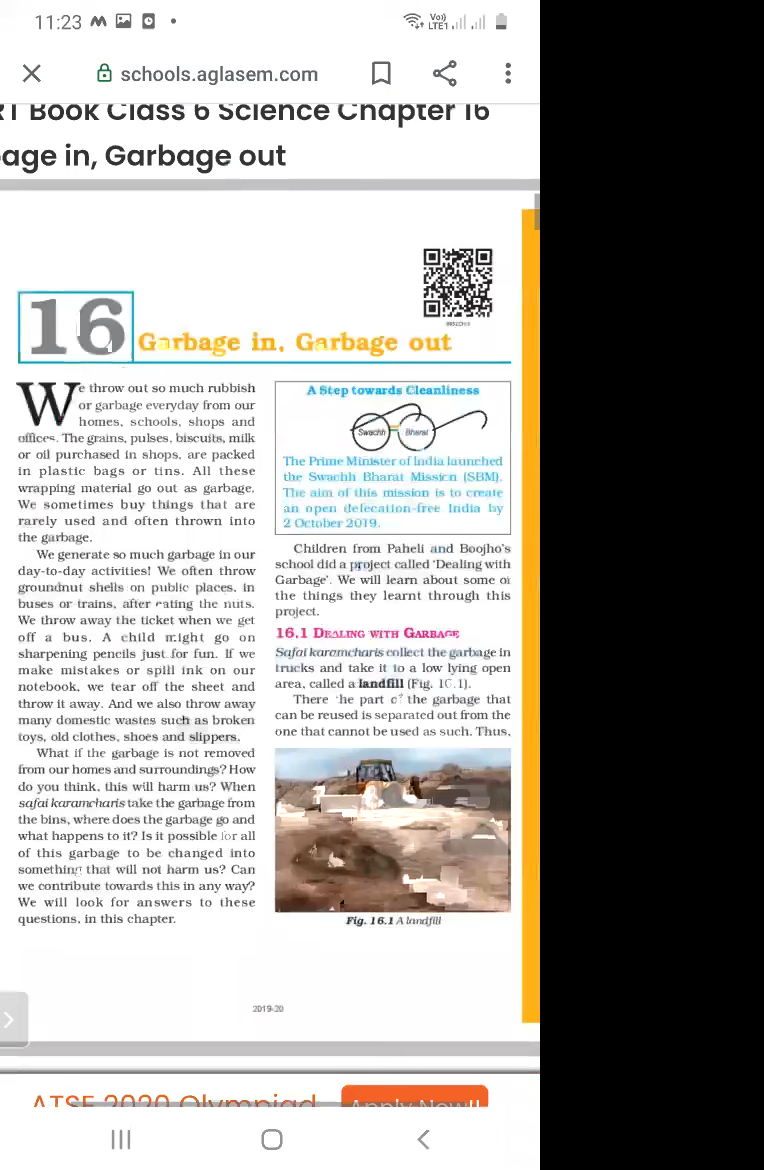 11:23
Vo)) LTE1
schools.aglasem.com
RT Book Class 6 Science Chapter 16
age in, Garbage out
16
Garbage in, Garbage out
We throw out so much rubbish
or garbage everyday from our
homes, schools, shops and
offices. The grains, pulses, biscuits, milk
or oil purchased in shops, are packed
in plastic bags or tins. All these
wrapping material go out as garbage.
We sometimes buy things that are
rarely used and often thrown into
the garbage.
We generate so much garbage in our
day-to-day activities! We often throw
groundnut shells on public places, in
buses or trains, after eating the nuts.
We throw away the ticket when we get
off a bus. A child might go on
sharpening pencils just for fun. If we
make mistakes or spill ink on our
notebook, we tear off the sheet and
throw it away. And we also throw away
many domestic wastes such as broken
toys, old clothes, shoes and slippers.
What if the garbage is not removed
from our homes and surroundings? How
do you think, this will harm us? When
safai karamcharis take the garbage from
the bins, where does the garbage go and
what happens to it? Is it possible for all
of this garbage to be changed into
something that will not harm us? Can
we contribute towards this in any way?
We will look for answers to these
questions, in this chapter.
A Step towards Cleanliness
Swachh Bharat
The Prime Minister of India launched
the Swachh Bharat Mission (SBM).
The aim of this mission is to create
an open defecation-free India by
2 October 2019.
Children from Paheli and Boojho's
school did a project called 'Dealing with
Garbage'. We will learn about some of
the things they learnt through this
project.
16.1 DEALING WITH GARBAGE
Safai karamcharis collect the garbage in
trucks and take it to a low lying open
area, called a landfill (Fig. 16.1).
There the part of the garbage that
can be reused is separated out from the
one that cannot be used as such. Thus,
Fig. 16.1 A landfill
2019-20
ATSE 2020 Olympiad
Apply Now!!